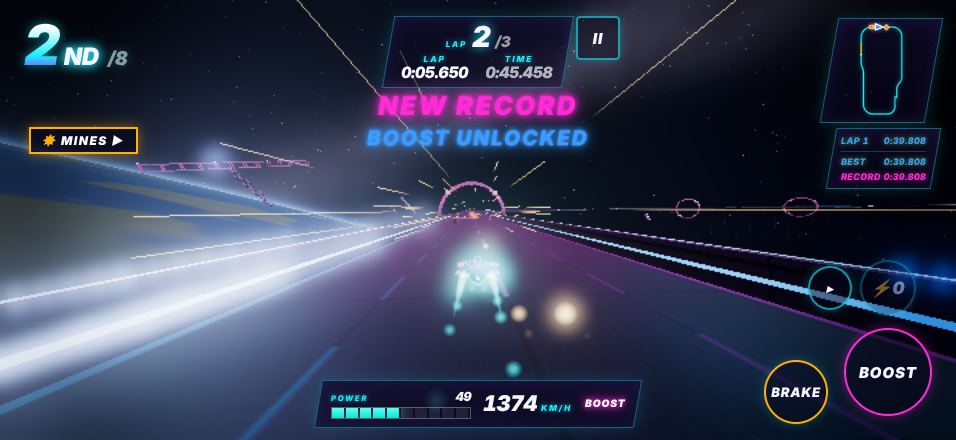 2ND /8
LAP 2 /3
LAP TIME
0:05.650 0:45.458
II
NEW RECORD
BOOST UNLOCKED
MINES
LAP 1 0:39.808
BEST 0:39.808
RECORD 0:39.808
0
BOOST
BRAKE
POWER 49
1374 KM/H BOOST